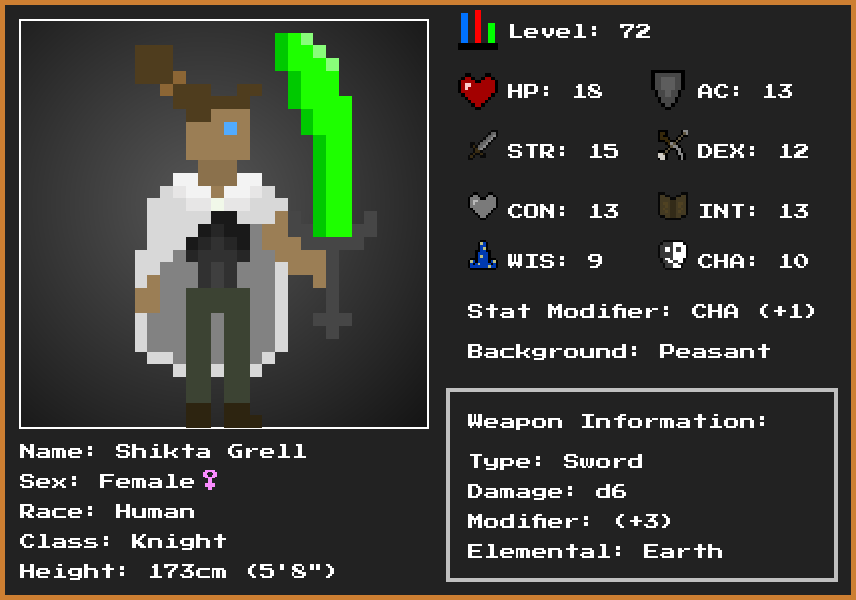 Level: 72
HP: 18 AC: 13
STR: 15 DEX: 12
CON: 13 INT: 13
WIS: 9 CHA: 10
Stat Modifier: CHA (+1)
Background: Peasant
Name: Shikta Grell
Sex: Female♀
Race: Human
Class: Knight
Height: 173cm (5'8")
Weapon Information:
Type: Sword
Damage: d6
Modifier: (+3)
Elemental: Earth